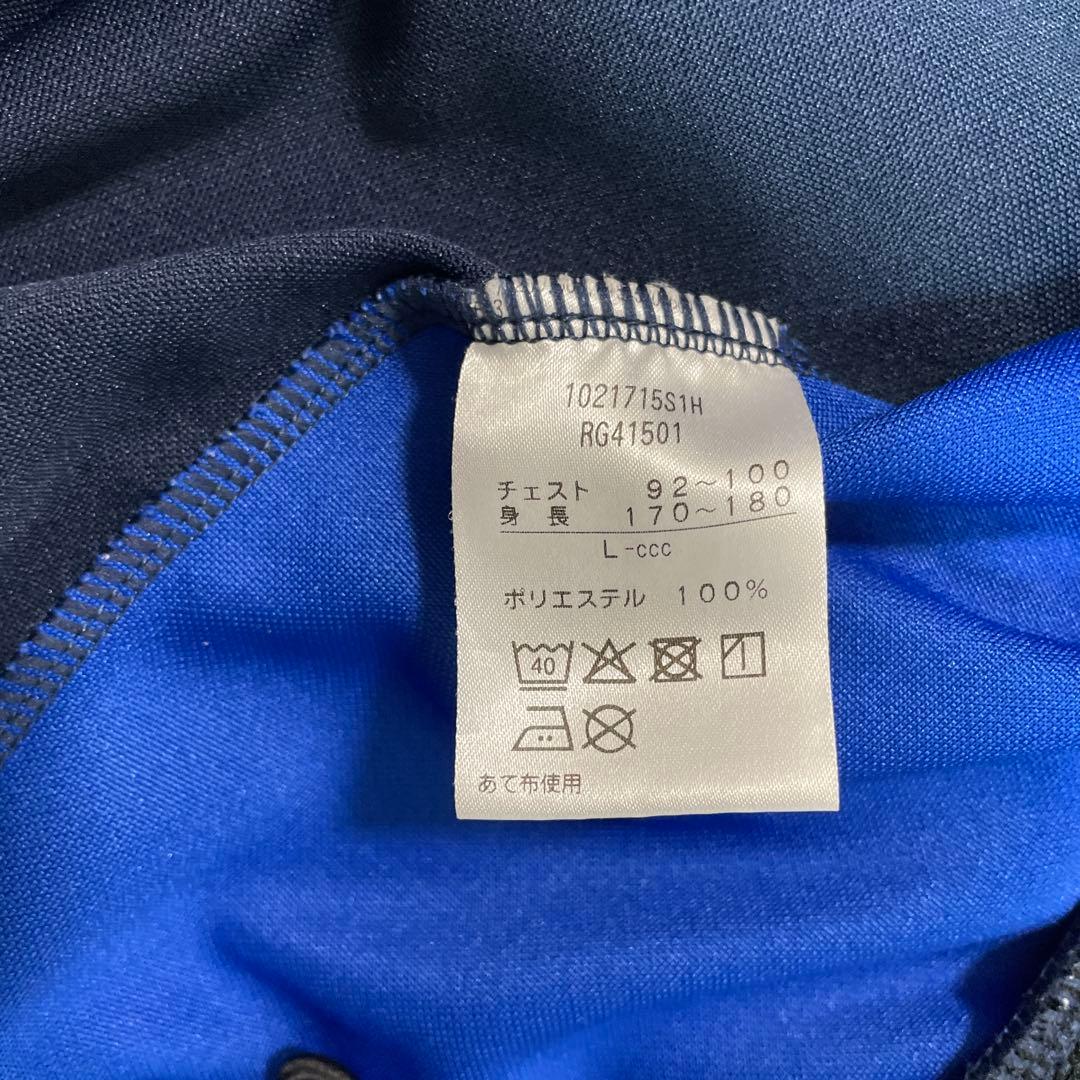 1021715S1H
RG41501
チェスト 92～100
身長 170～180
L-ccc
ポリエステル 100%
40
あて布使用